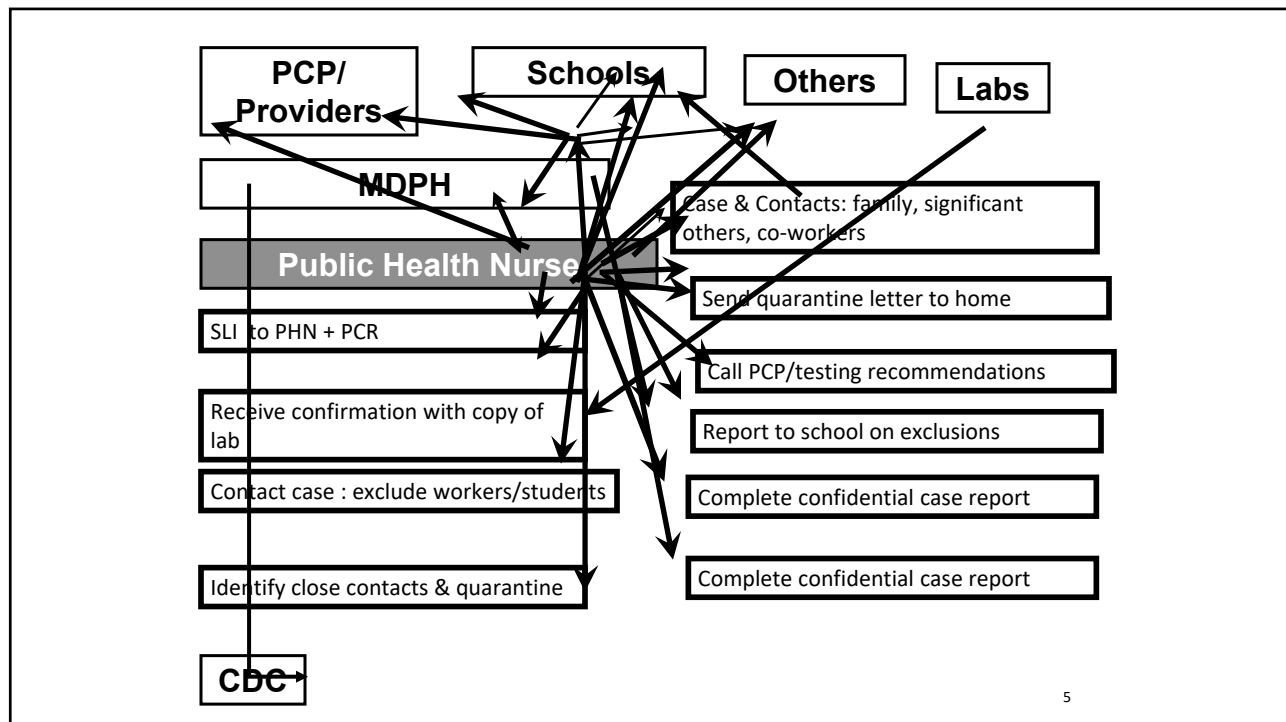 PCP/
Providers
Schools
Others
Labs
MDPH
Public Health Nurse
Case & Contacts: family, significant
others, co-workers
Send quarantine letter to home
SLI to PHN + PCR
Call PCP/testing recommendations
Receive confirmation with copy of
lab
Report to school on exclusions
Contact case : exclude workers/students
Complete confidential case report
Identify close contacts & quarantine
Complete confidential case report
CDC
5